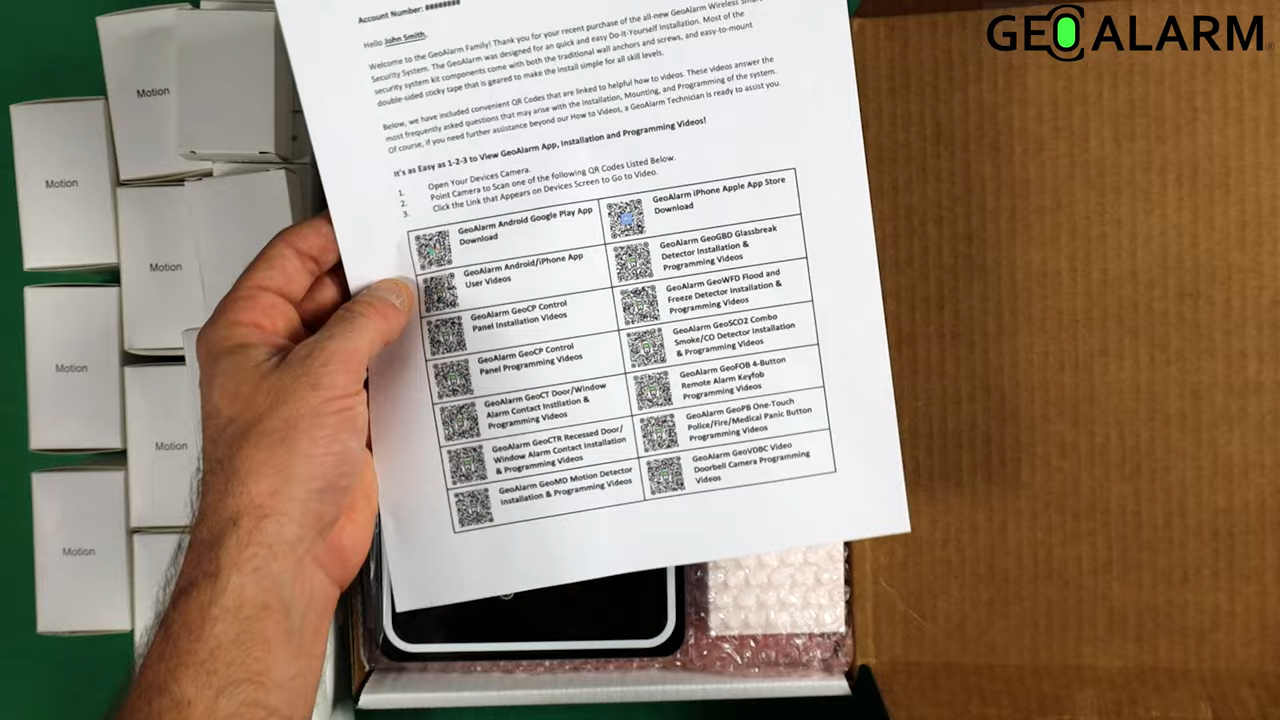 GEOALARM
Account Number: ########
Hello John Smith,
Welcome to the GeoAlarm Family! Thank you for your recent purchase of the all-new GeoAlarm Wireless Smart
Security System. The GeoAlarm was designed for an quick and easy Do-It-Yourself Installation. Most of the
security system kit components come with both the traditional wall anchors and screws, and easy-to-mount
double-sided sticky tape that is geared to make the install simple for all skill levels.
Below, we have included convenient QR Codes that are linked to helpful how to videos. These videos answer the
most frequently asked questions that may arise with the Installation, Mounting, and Programming of the system.
Of course, if you need further assistance beyond our How to Videos, a GeoAlarm Technician is ready to assist you.
It's as Easy as 1-2-3 to View GeoAlarm App, Installation and Programming Videos!
1. Open Your Devices Camera.
2. Point Camera to Scan one of the following QR Codes Listed Below.
3. Click the Link that Appears on Devices Screen to Go to Video.
GeoAlarm Android Google Play App
Download
GeoAlarm iPhone Apple App Store
Download
GeoAlarm Android/iPhone App
User Videos
GeoAlarm GeoGBD Glassbreak
Detector Installation &
Programming Videos
GeoAlarm GeoCP Control
Panel Installation Videos
GeoAlarm GeoWFD Flood and
Freeze Detector Installation &
Programming Videos
GeoAlarm GeoCP Control
Panel Programming Videos
GeoAlarm GeoSCO2 Combo
Smoke/CO Detector Installation
& Programming Videos
GeoAlarm GeoCT Door/Window
Alarm Contact Instllation &
Programming Videos
GeoAlarm GeoFOB 4-Button
Remote Alarm Keyfob
Programming Videos
GeoAlarm GeoCTR Recessed Door/
Window Alarm Contact Installation
& Programming Videos
GeoAlarm GeoPB One-Touch
Police/Fire/Medical Panic Button
Programming Videos
GeoAlarm GeoMD Motion Detector
Installation & Programming Videos
GeoAlarm GeoVDBC Video
Doorbell Camera Programming
Videos
Motion
Motion
Motion
Motion
Motion
Motion